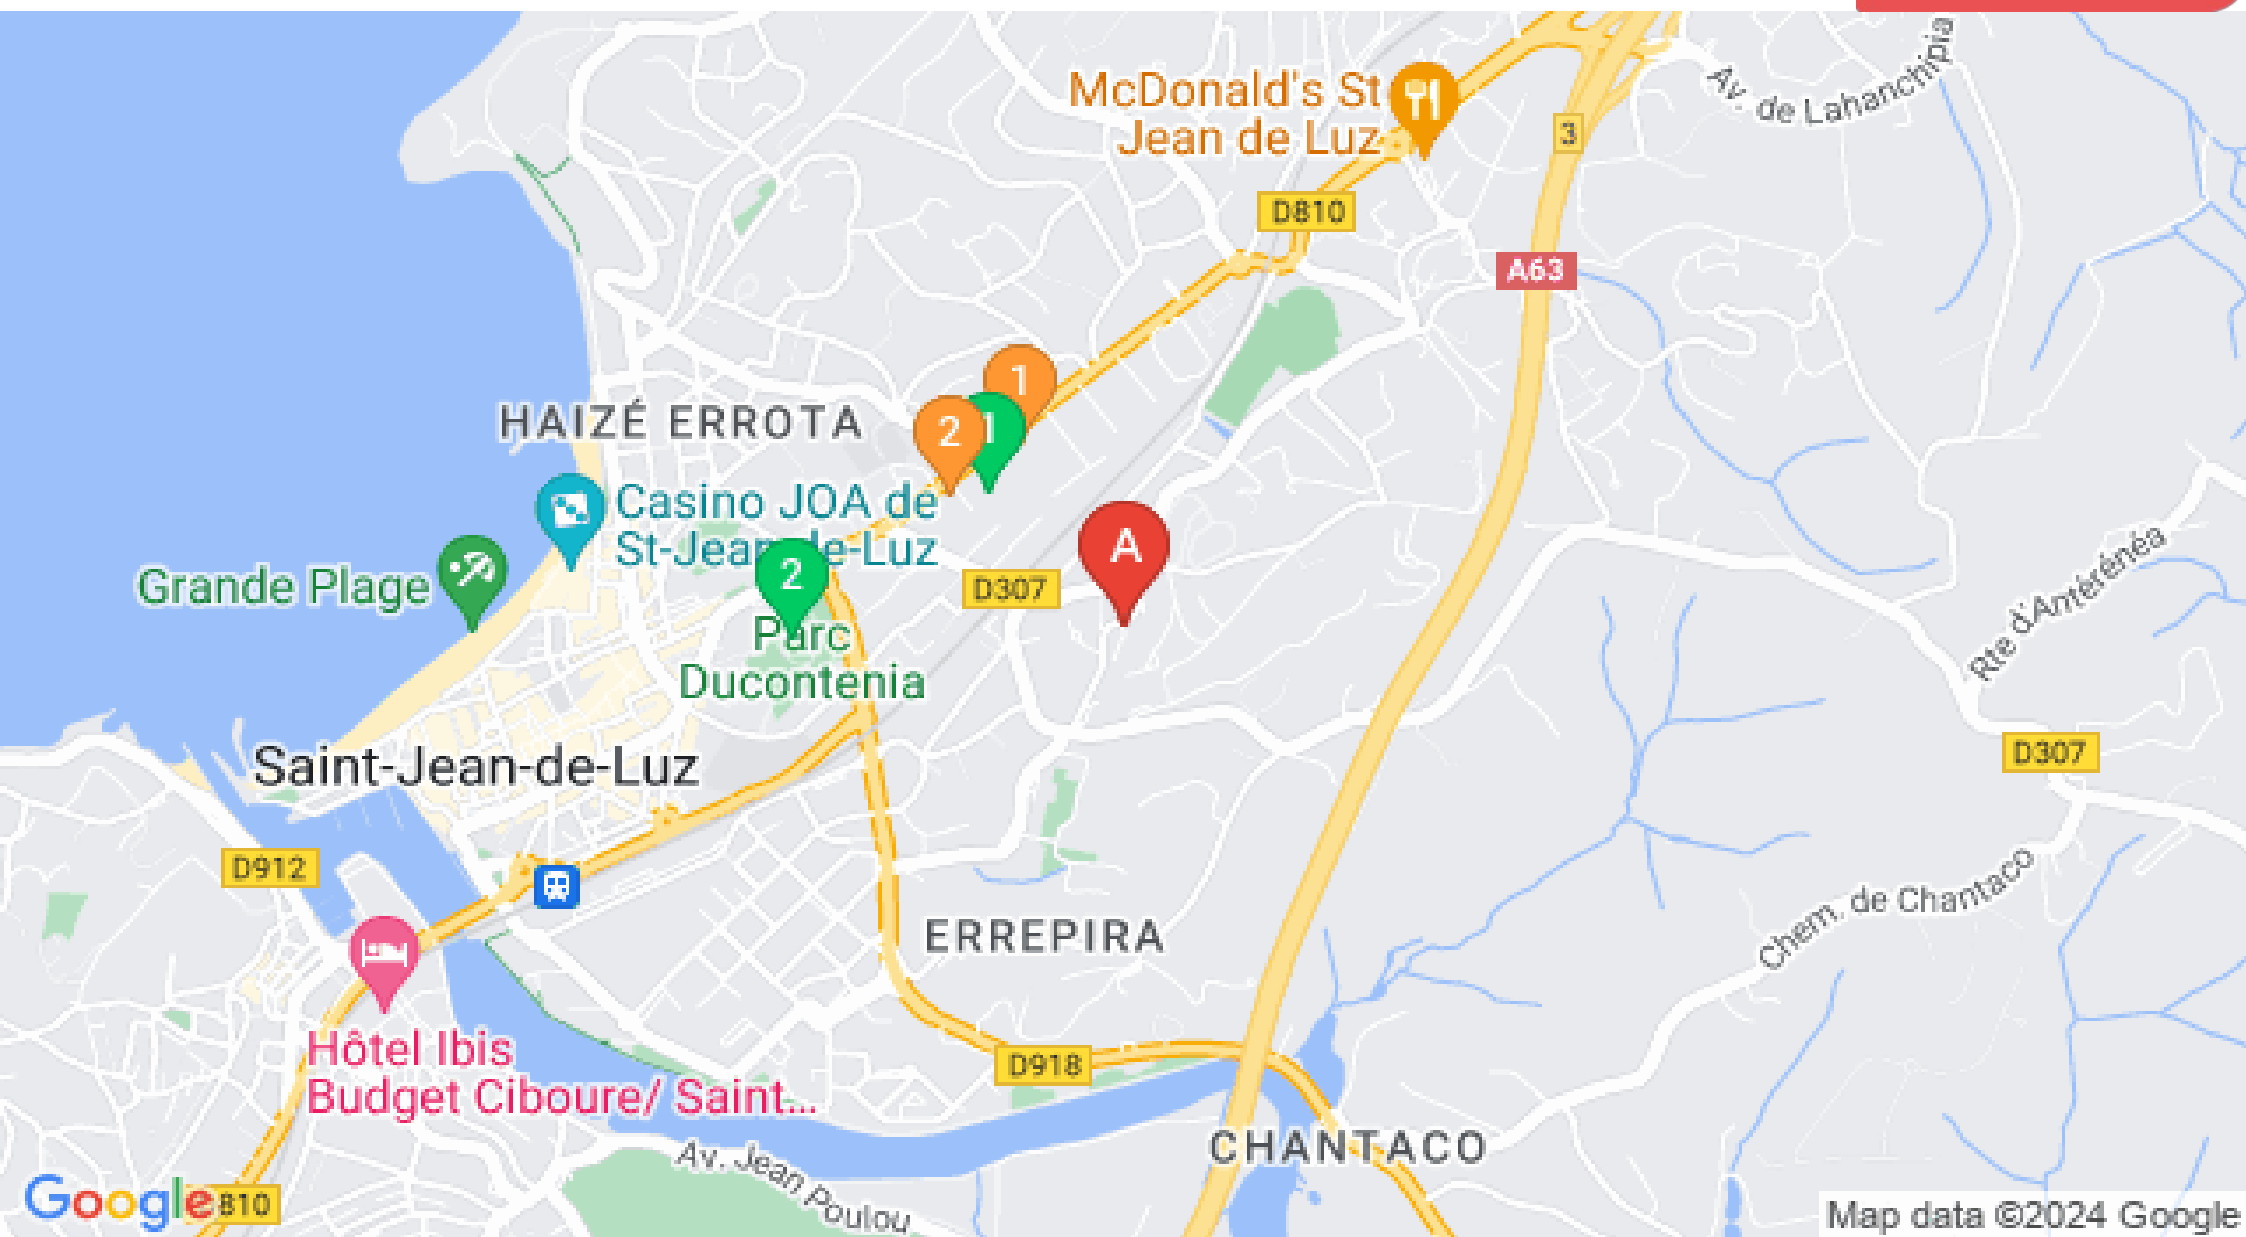 McDonald's St
Jean de Luz
Av. de Lahanchipia
3
D810
A63
1
HAIZÉ ERROTA
2
1
Casino JOA de
St-Jean-de-Luz
A
Grande Plage
2
D307
Parc
Ducontenia
Rte d'Antérénéa
Saint-Jean-de-Luz
D307
D912
Chem. de Chantaco
ERREPIRA
Hôtel Ibis
Budget Ciboure/ Saint...
D918
CHANTACO
Av. Jean Poulou
Google
810
Map data ©2024 Google